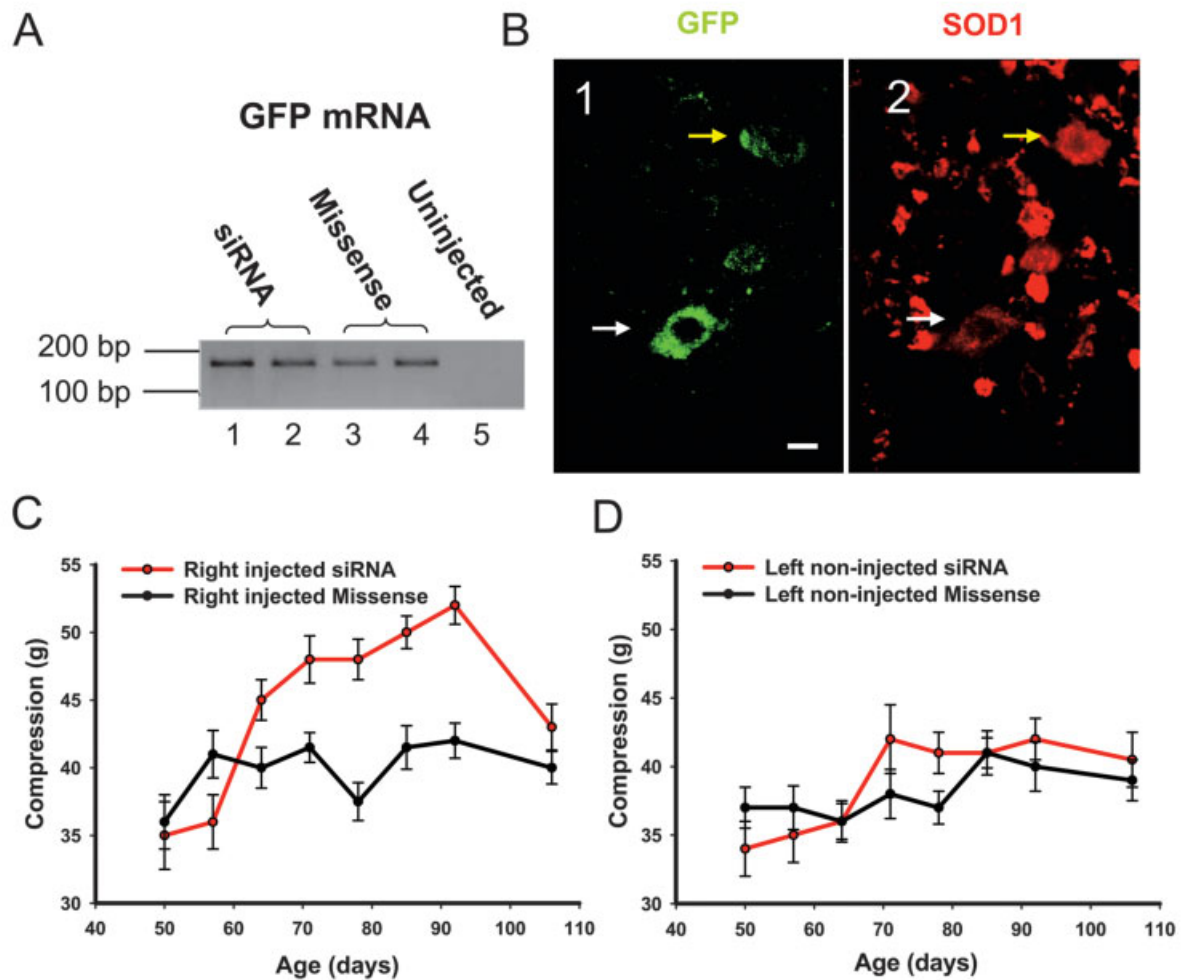 A
GFP mRNA
siRNA
Missense
Uninjected
200 bp
100 bp
1 2 3 4 5
B
GFP SOD1
1 2
C
Right injected siRNA
Right injected Missense
Compression (g)
55
50
45
40
35
30
40 50 60 70 80 90 100 110
Age (days)
D
Left non-injected siRNA
Left non-injected Missense
Compression (g)
55
50
45
40
35
30
40 50 60 70 80 90 100 110
Age (days)